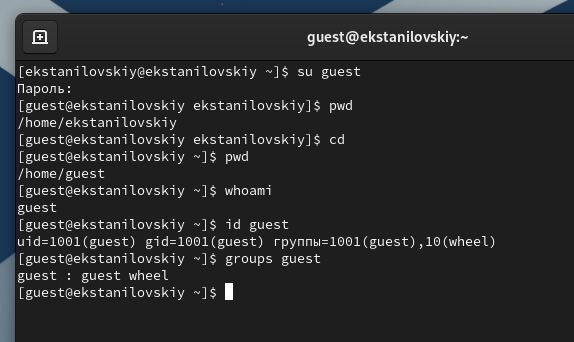 guest@ekstanilovskiy:~
[ekstanilovskiy@ekstanilovskiy ~]$ su guest
Пароль:
[guest@ekstanilovskiy ekstanilovskiy]$ pwd
/home/ekstanilovskiy
[guest@ekstanilovskiy ekstanilovskiy]$ cd
[guest@ekstanilovskiy ~]$ pwd
/home/guest
[guest@ekstanilovskiy ~]$ whoami
guest
[guest@ekstanilovskiy ~]$ id guest
uid=1001(guest) gid=1001(guest) группы=1001(guest),10(wheel)
[guest@ekstanilovskiy ~]$ groups guest
guest : guest wheel
[guest@ekstanilovskiy ~]$